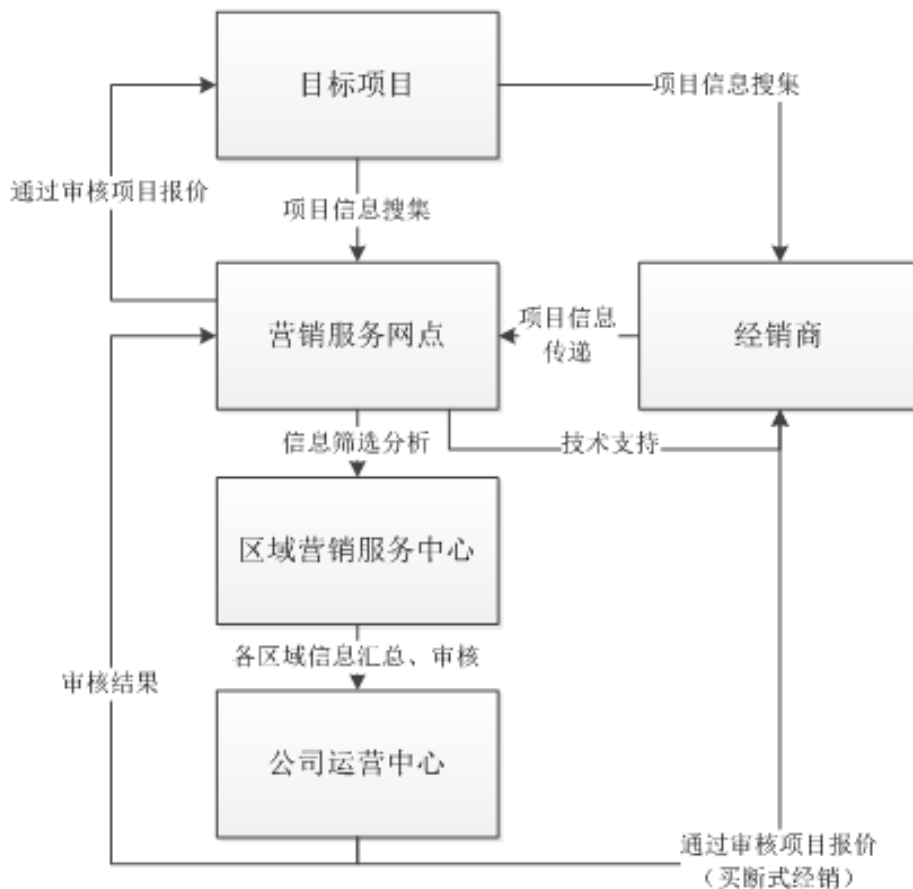 目标项目
项目信息搜集
通过审核项目报价
项目信息搜集
营销服务网点
项目信息
传递
经销商
信息筛选分析
技术支持
区域营销服务中心
各区域信息汇总、审核
审核结果
公司运营中心
通过审核项目报价
（买断式经销）